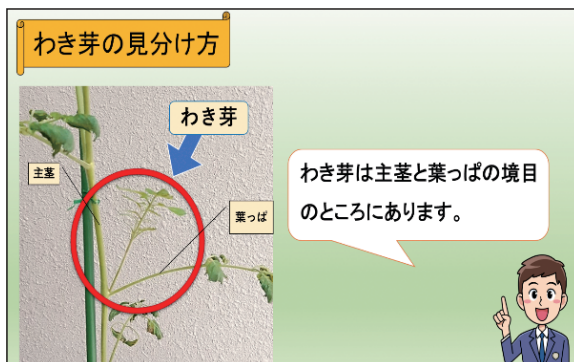 わき芽の見分け方
わき芽
主茎
葉っぱ
わき芽は主茎と葉っぱの境目
のところにあります。